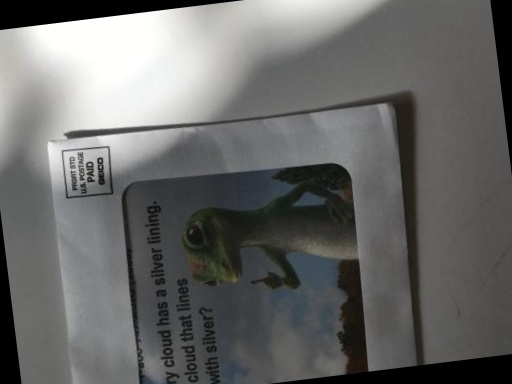 PRSRT STD
U.S. POSTAGE
PAID
GEICO
ry cloud has a silver lining.
cloud that lines
with silver?